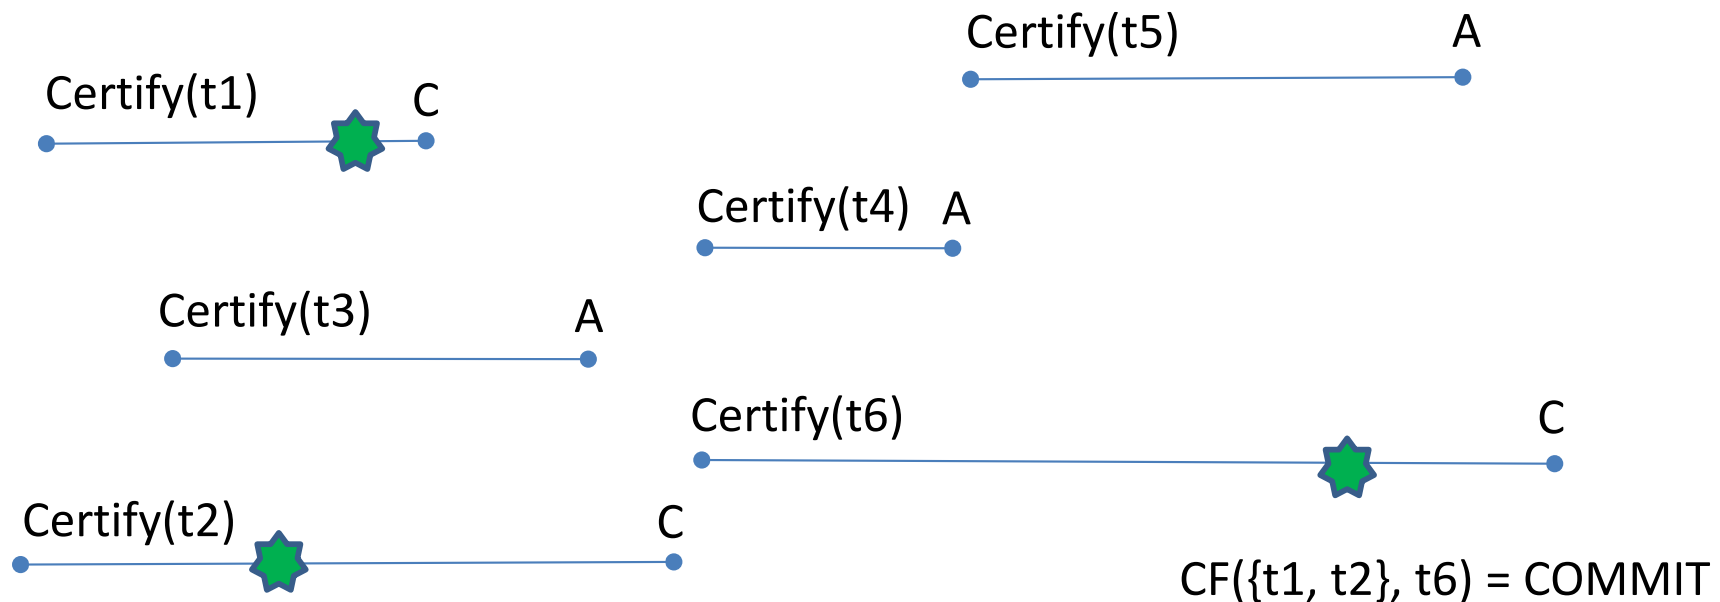 Certify(t5) A
Certify(t1) C
Certify(t4) A
Certify(t3) A
Certify(t6) C
Certify(t2) C
CF({t1, t2}, t6) = COMMIT